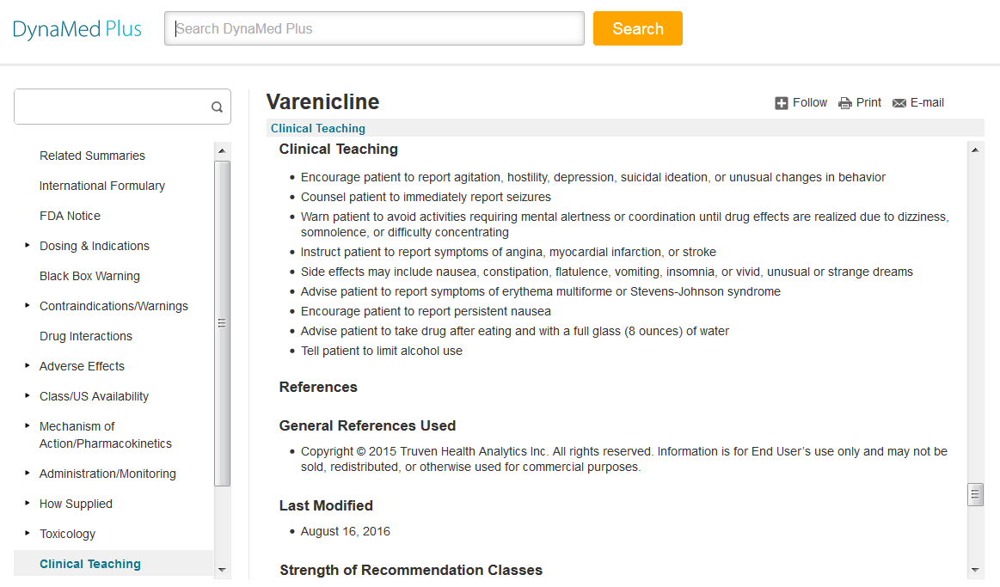 DynaMed Plus
Search DynaMed Plus
Search
Related Summaries
International Formulary
FDA Notice
Dosing & Indications
Black Box Warning
Contraindications/Warnings
Drug Interactions
Adverse Effects
Class/US Availability
Mechanism of
Action/Pharmacokinetics
Administration/Monitoring
How Supplied
Toxicology
Clinical Teaching
Varenicline
Follow Print E-mail
Clinical Teaching
Clinical Teaching
• Encourage patient to report agitation, hostility, depression, suicidal ideation, or unusual changes in behavior
• Counsel patient to immediately report seizures
• Warn patient to avoid activities requiring mental alertness or coordination until drug effects are realized due to dizziness,
somnolence, or difficulty concentrating
• Instruct patient to report symptoms of angina, myocardial infarction, or stroke
• Side effects may include nausea, constipation, flatulence, vomiting, insomnia, or vivid, unusual or strange dreams
• Advise patient to report symptoms of erythema multiforme or Stevens-Johnson syndrome
• Encourage patient to report persistent nausea
• Advise patient to take drug after eating and with a full glass (8 ounces) of water
• Tell patient to limit alcohol use
References
General References Used
• Copyright © 2015 Truven Health Analytics Inc. All rights reserved. Information is for End User's use only and may not be
sold, redistributed, or otherwise used for commercial purposes.
Last Modified
• August 16, 2016
Strength of Recommendation Classes